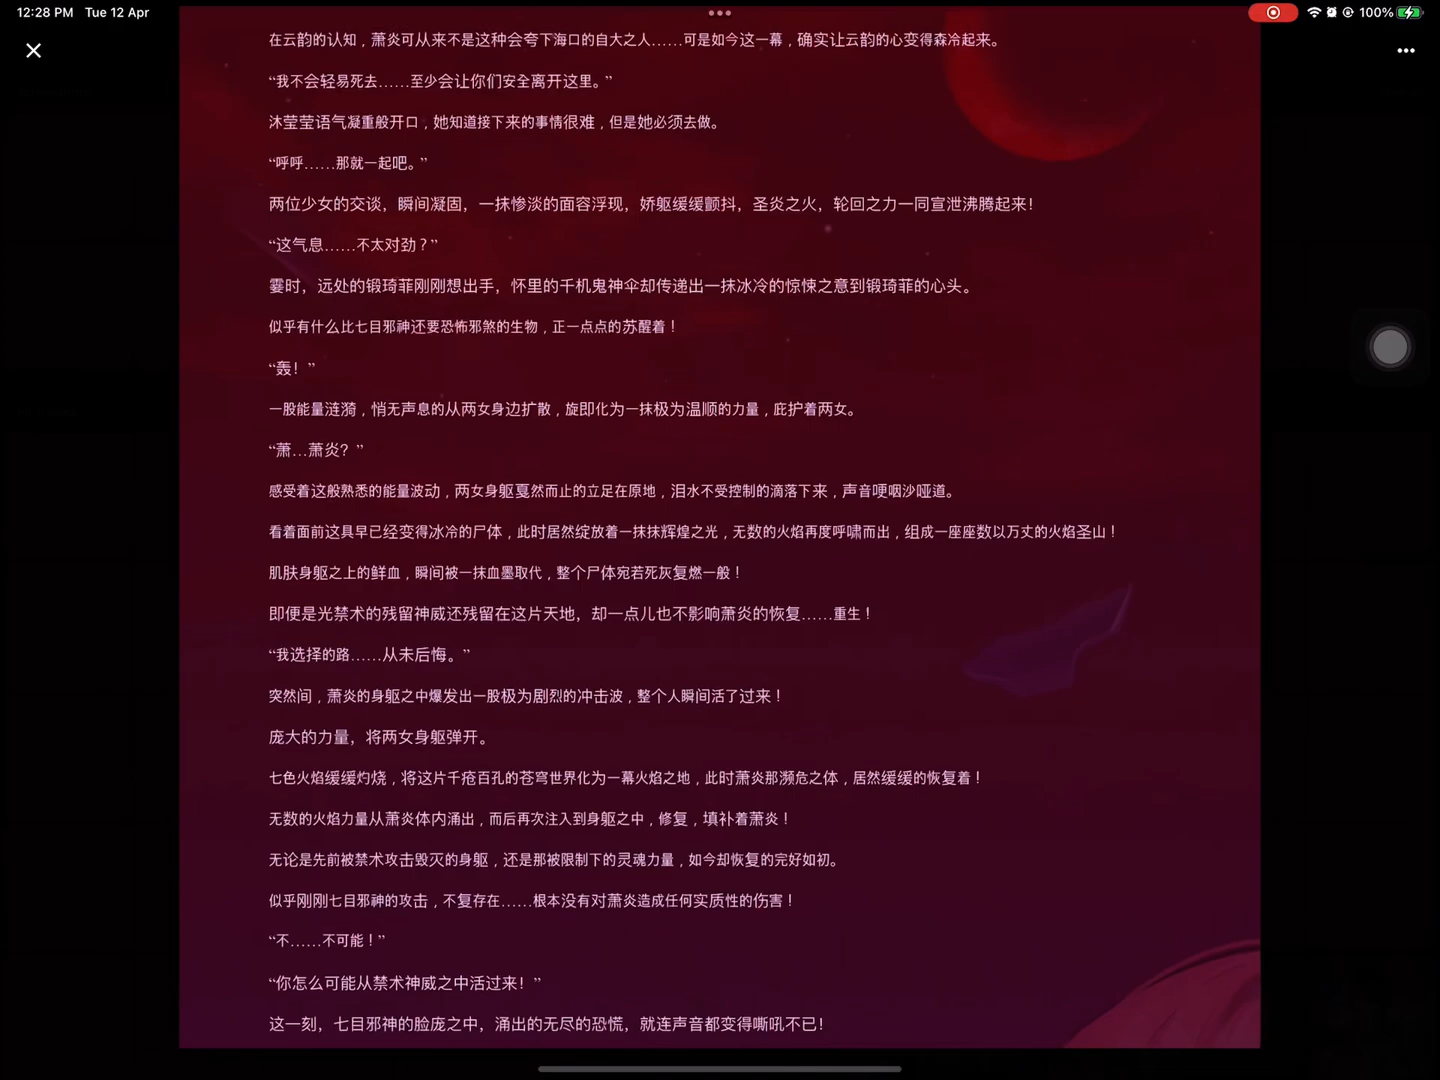 12:28 PM Tue 12 Apr
100%
在云韵的认知，萧炎可从来不是这种会夸下海口的自大之人……可是如今这一幕，确实让云韵的心变得森冷起来。
“我不会轻易死去……至少会让你们安全离开这里。”
沐莹莹语气凝重般开口，她知道接下来的事情很难，但是她必须去做。
“呼呼……那就一起吧。”
两位少女的交谈，瞬间凝固，一抹惨淡的面容浮现，娇躯缓缓颤抖，圣炎之火，轮回之力一同宣泄沸腾起来！
“这气息……不太对劲？”
霎时，远处的锻琦菲刚刚想出手，怀里的千机鬼神伞却传递出一抹冰冷的惊悚之意到锻琦菲的心头。
似乎有什么比七目邪神还要恐怖邪煞的生物，正一点点的苏醒着！
“轰！”
一股能量涟漪，悄无声息的从两女身边扩散，旋即化为一抹极为温顺的力量，庇护着两女。
“萧…萧炎？”
感受着这般熟悉的能量波动，两女身躯戛然而止的立足在原地，泪水不受控制的滴落下来，声音哽咽沙哑道。
看着面前这具早已经变得冰冷的尸体，此时居然绽放着一抹抹辉煌之光，无数的火焰再度呼啸而出，组成一座座数以万丈的火焰圣山！
肌肤身躯之上的鲜血，瞬间被一抹血墨取代，整个尸体宛若死灰复燃一般！
即便是光禁术的残留神威还残留在这片天地，却一点儿也不影响萧炎的恢复……重生！
“我选择的路……从未后悔。”
突然间，萧炎的身躯之中爆发出一股极为剧烈的冲击波，整个人瞬间活了过来！
庞大的力量，将两女身躯弹开。
七色火焰缓缓灼烧，将这片千疮百孔的苍穹世界化为一幕火焰之地，此时萧炎那濒危之体，居然缓缓的恢复着！
无数的火焰力量从萧炎体内涌出，而后再次注入到身躯之中，修复，填补着萧炎！
无论是先前被禁术攻击毁灭的身躯，还是那被限制下的灵魂力量，如今却恢复的完好如初。
似乎刚刚七目邪神的攻击，不复存在……根本没有对萧炎造成任何实质性的伤害！
“不……不可能！”
“你怎么可能从禁术神威之中活过来！”
这一刻，七目邪神的脸庞之中，涌出的无尽的恐慌，就连声音都变得嘶吼不已！